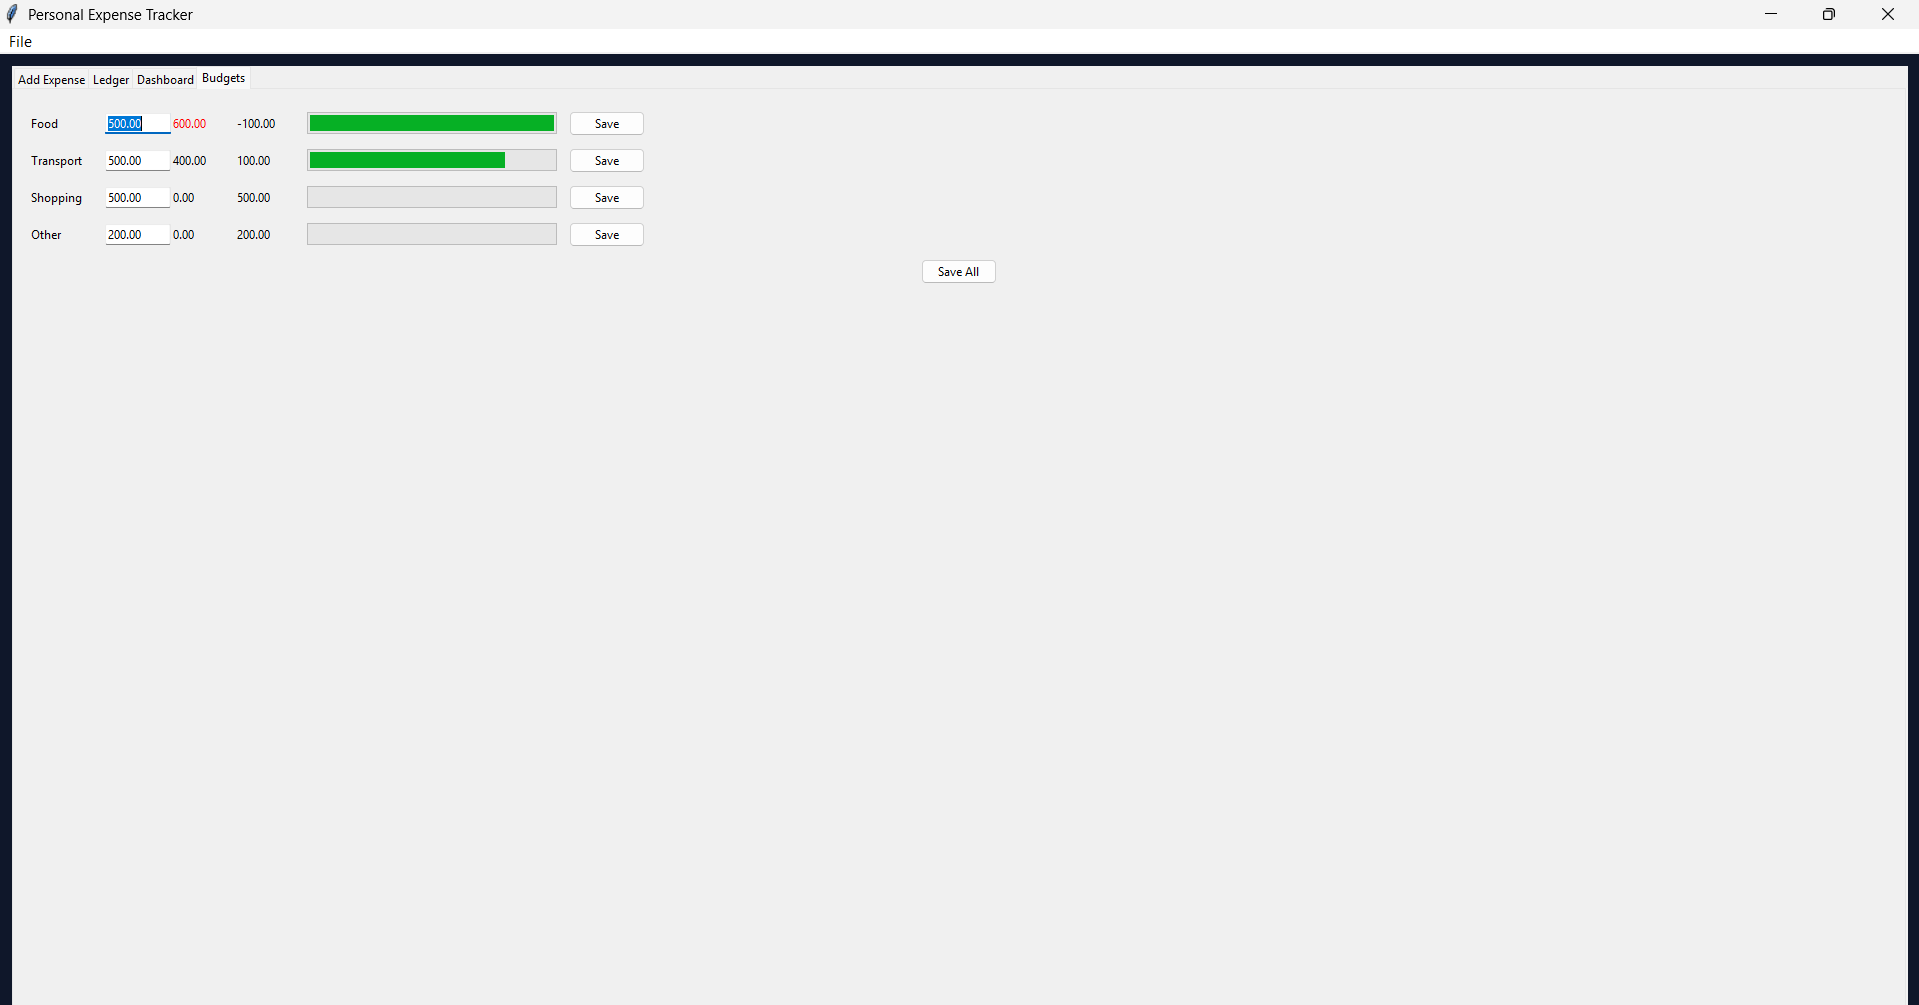 Personal Expense Tracker
File
Add Expense Ledger Dashboard Budgets
Food 500.00 600.00 -100.00 Save
Transport 500.00 400.00 100.00 Save
Shopping 500.00 0.00 500.00 Save
Other 200.00 0.00 200.00 Save
Save All